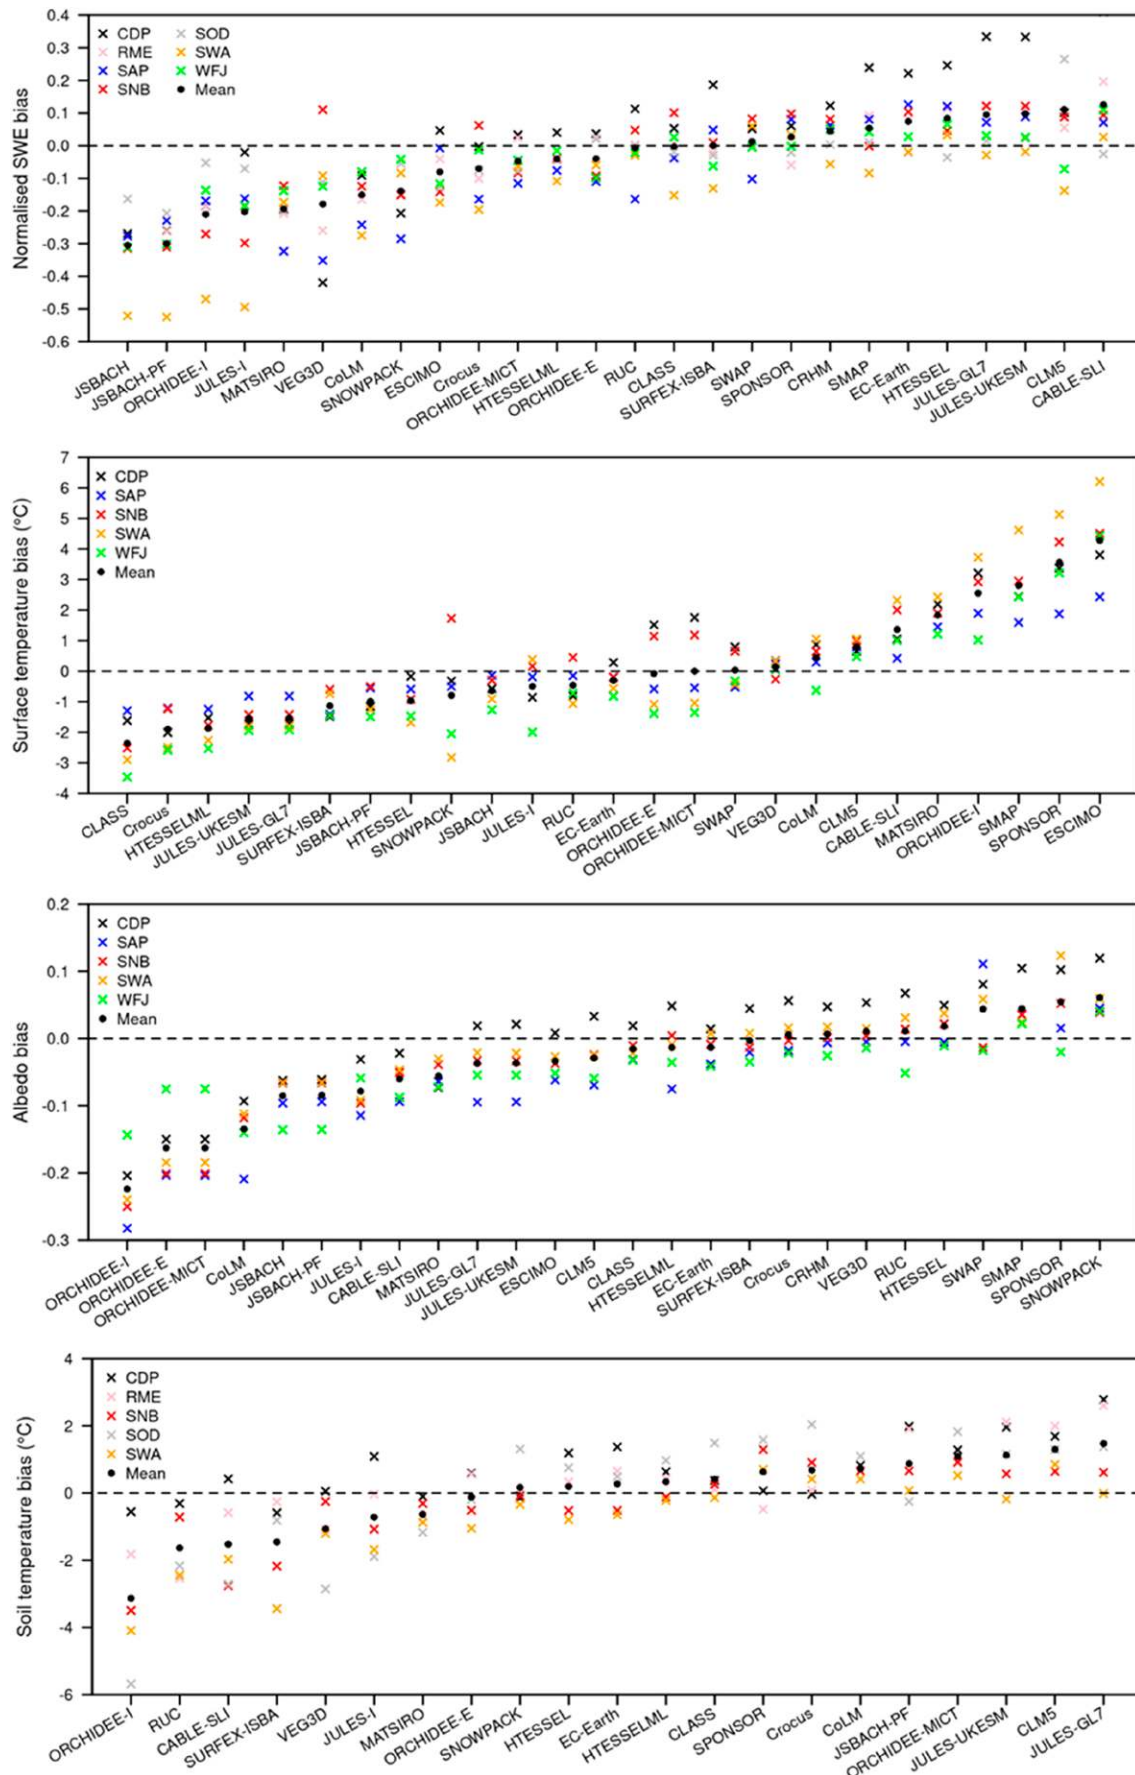 0.4
0.3
0.2
0.1
0.0
-0.1
-0.2
-0.3
-0.4
-0.5
-0.6
Normalised SWE bias
CDP SOD
RME SWA
SAP WFJ
SNB Mean
JSBACH JSBACH-PF ORCHIDEE-I JULES-I MATSIRO VEG3D CoLM SNOWPACK ESCIMO Crocus ORCHIDEE-MICT HTESSELML ORCHIDEE-E RUC CLASS SURFEX-ISBA SWAP SPONSOR CRHM SMAP EC-Earth HTESSEL JULES-GL7 JULES-UKESM CLM5 CABLE-SLI
7
6
5
4
3
2
1
0
-1
-2
-3
-4
Surface temperature bias (°C)
CDP
SAP
SNB
SWA
WFJ
Mean
CLASS Crocus HTESSELML JULES-UKESM JULES-GL7 SURFEX-ISBA JSBACH-PF HTESSEL SNOWPACK JSBACH JULES-I RUC EC-Earth ORCHIDEE-E ORCHIDEE-MICT SWAP VEG3D CoLM CLM5 CABLE-SLI MATSIRO ORCHIDEE-I SMAP SPONSOR ESCIMO
0.2
0.1
0.0
-0.1
-0.2
-0.3
Albedo bias
CDP
SAP
SNB
SWA
WFJ
Mean
ORCHIDEE-I ORCHIDEE-E ORCHIDEE-MICT CoLM JSBACH JSBACH-PF JULES-I CABLE-SLI MATSIRO JULES-GL7 JULES-UKESM ESCIMO CLM5 CLASS HTESSELML EC-Earth SURFEX-ISBA Crocus CRHM VEG3D RUC HTESSEL SWAP SMAP SPONSOR SNOWPACK
4
2
0
-2
-4
-6
Soil temperature bias (°C)
CDP
RME
SNB
SOD
SWA
Mean
ORCHIDEE-I RUC CABLE-SLI SURFEX-ISBA VEG3D JULES-I MATSIRO ORCHIDEE-E SNOWPACK HTESSEL EC-Earth HTESSELML CLASS SPONSOR Crocus CoLM JSBACH-PF ORCHIDEE-MICT JULES-UKESM CLM5 JULES-GL7